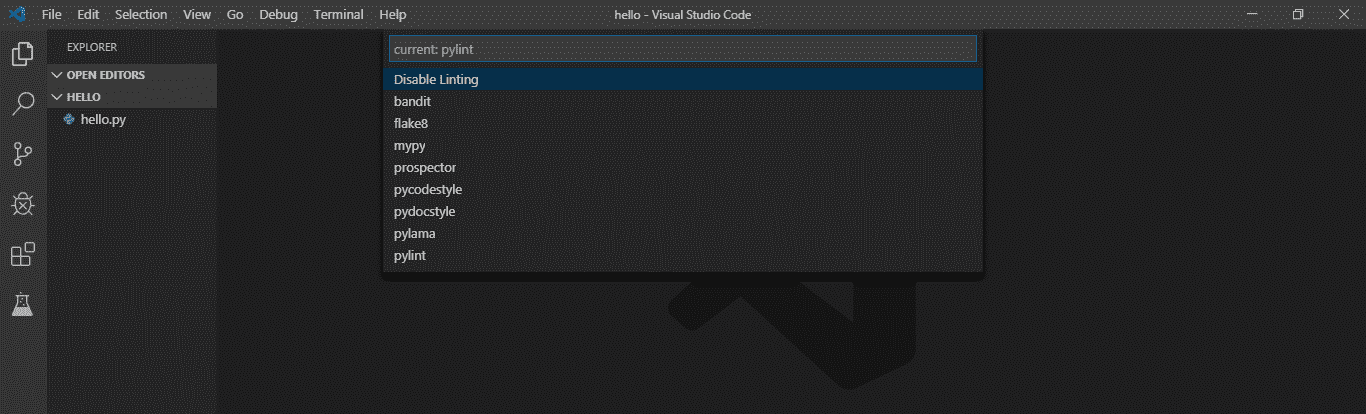 File Edit Selection View Go Debug Terminal Help
hello - Visual Studio Code
EXPLORER
OPEN EDITORS
HELLO
hello.py
current: pylint
Disable Linting
bandit
flake8
mypy
prospector
pycodestyle
pydocstyle
pylama
pylint